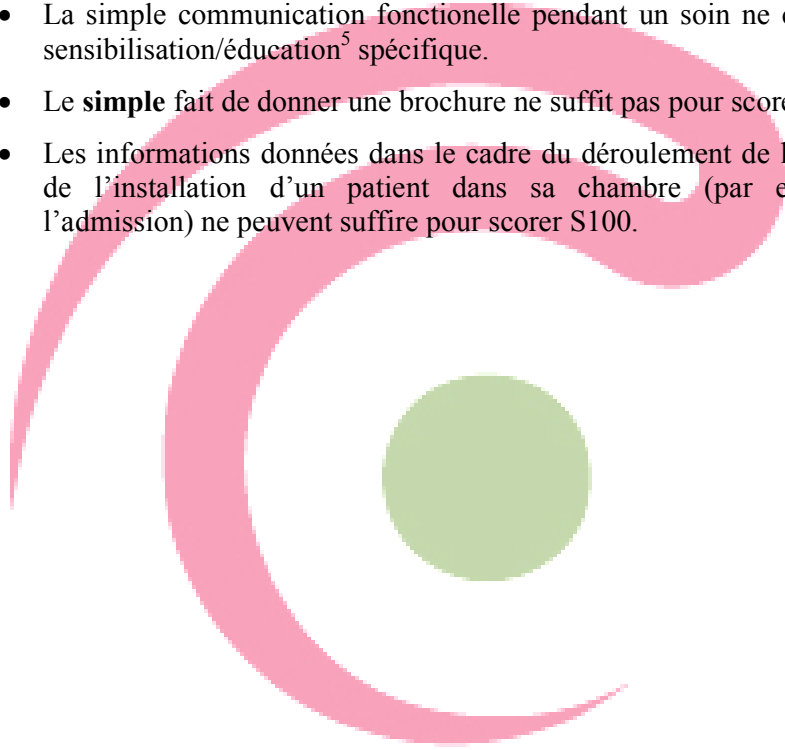 • La simple communication fonctionelle pendant un soin ne
sensibilisation/éducation⁵ spécifique.
• Le simple fait de donner une brochure ne suffit pas pour score
• Les informations données dans le cadre du déroulement de
de l’installation d’un patient dans sa chambre (par
l’admission) ne peuvent suffire pour scorer S100.